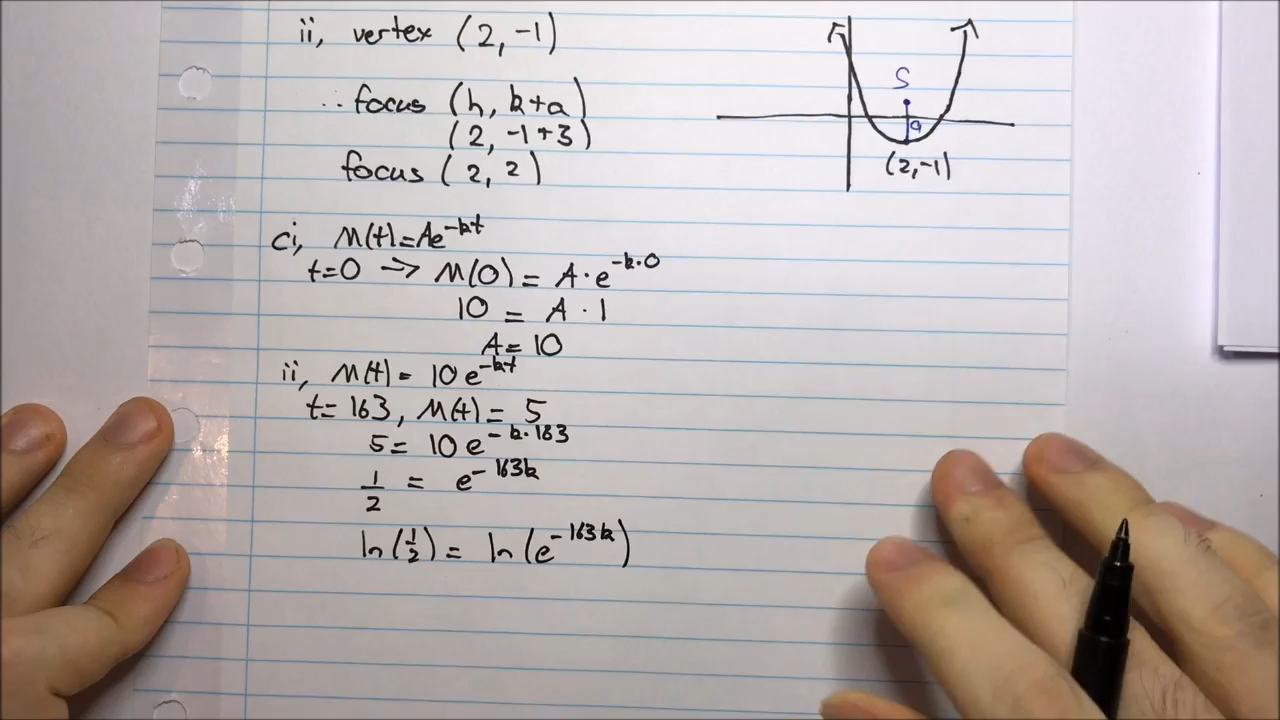 ii, vertex (2, -1)
∴ focus (h, k+a)
(2, -1+3)
focus (2, 2)
S
a
(2,-1)
ci, M(t)=Ae^-kt
t=0 → M(0) = A·e^-k·0
10 = A · 1
A= 10
ii, M(t) = 10e^-kt
t= 163, M(t) = 5
5 = 10e^-k·163
1/2 = e^-163k
ln(1/2) = ln(e^-163k)